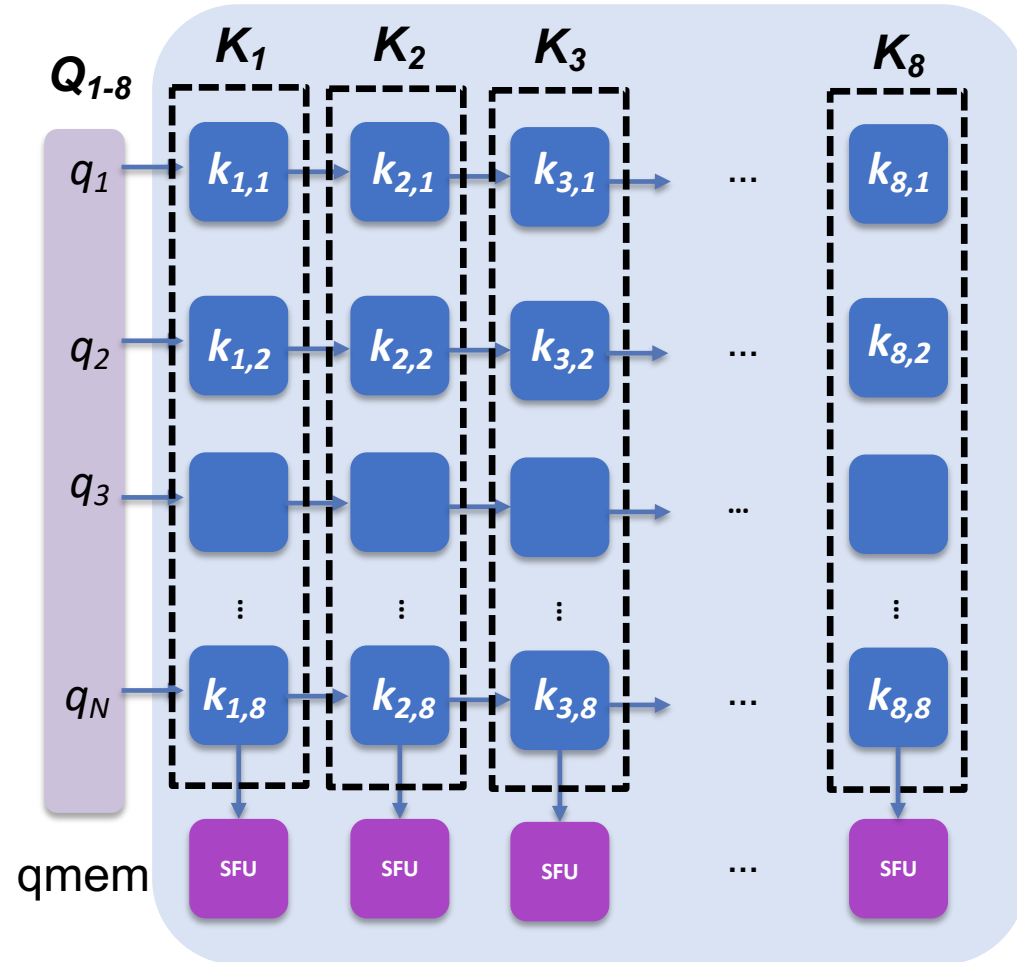 K1 K2 K3 K8
Q1-8
q1 k1,1 k2,1 k3,1 ... k8,1
q2 k1,2 k2,2 k3,2 ... k8,2
q3 ...
... ... ... ...
qN k1,8 k2,8 k3,8 ... k8,8
qmem SFU SFU SFU ... SFU